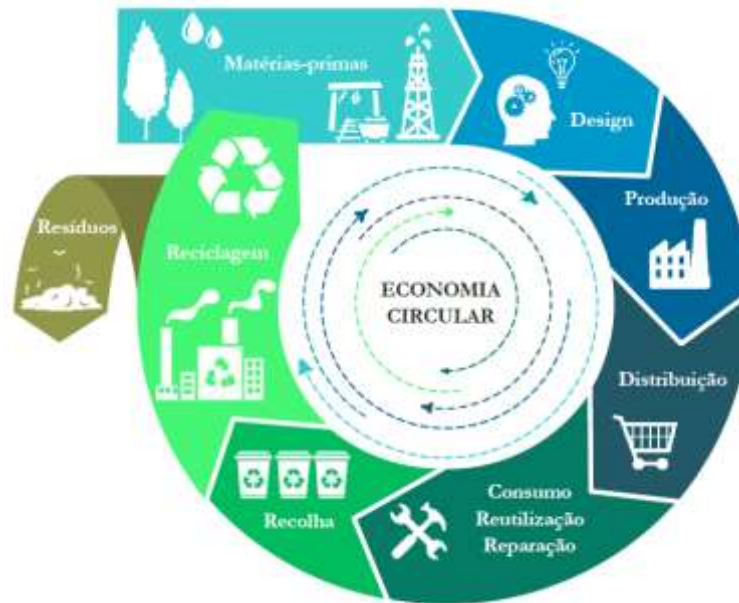 Matérias-primas
Design
Produção
Distribuição
Consumo
Reutilização
Reparação
Recolha
Reciclagem
Resíduos
ECONOMIA
CIRCULAR